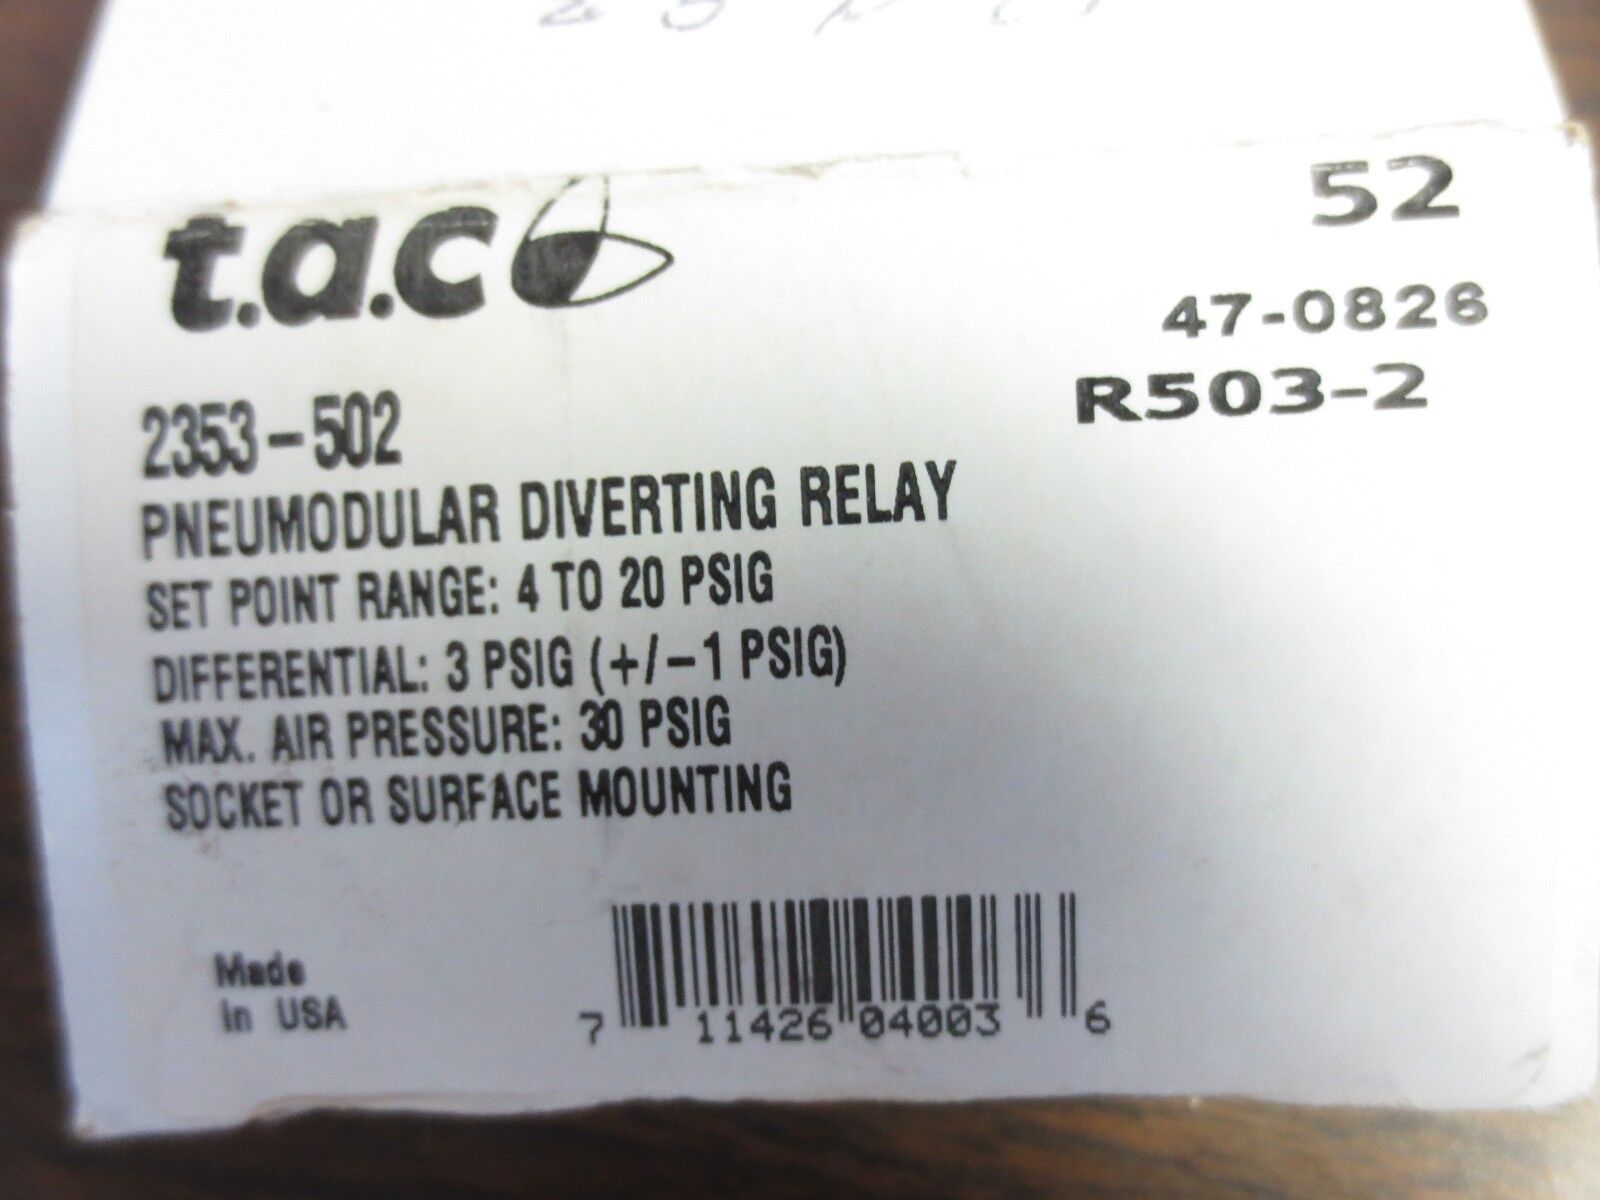 t.a.c
52
47-0826
R503-2
2353-502
PNEUMODULAR DIVERTING RELAY
SET POINT RANGE: 4 TO 20 PSIG
DIFFERENTIAL: 3 PSIG (+/-1 PSIG)
MAX. AIR PRESSURE: 30 PSIG
SOCKET OR SURFACE MOUNTING
Made
in USA
7 11426 04003 6